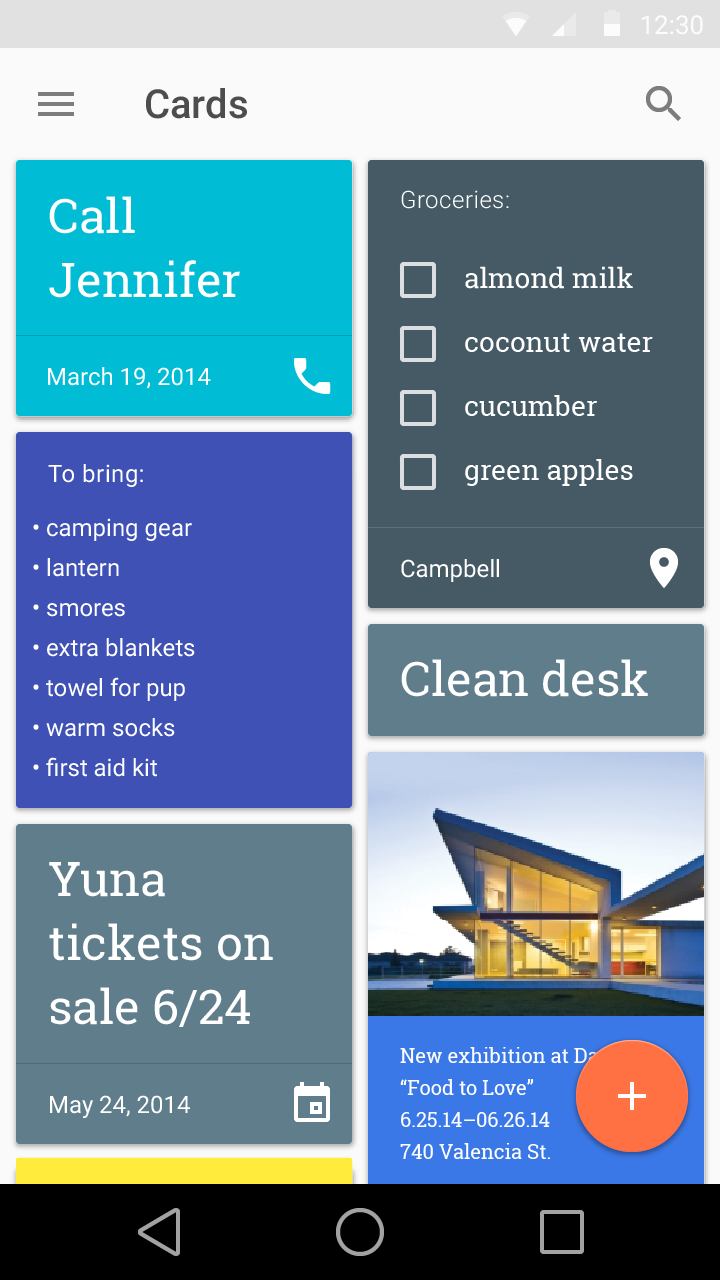 12:30
Cards
Call
Jennifer
March 19, 2014
To bring:
• camping gear
• lantern
• smores
• extra blankets
• towel for pup
• warm socks
• first aid kit
Yuna
tickets on
sale 6/24
May 24, 2014
Groceries:
almond milk
coconut water
cucumber
green apples
Campbell
Clean desk
New exhibition at
“Food to Love”
6.25.14–06.26.14
740 Valencia St.